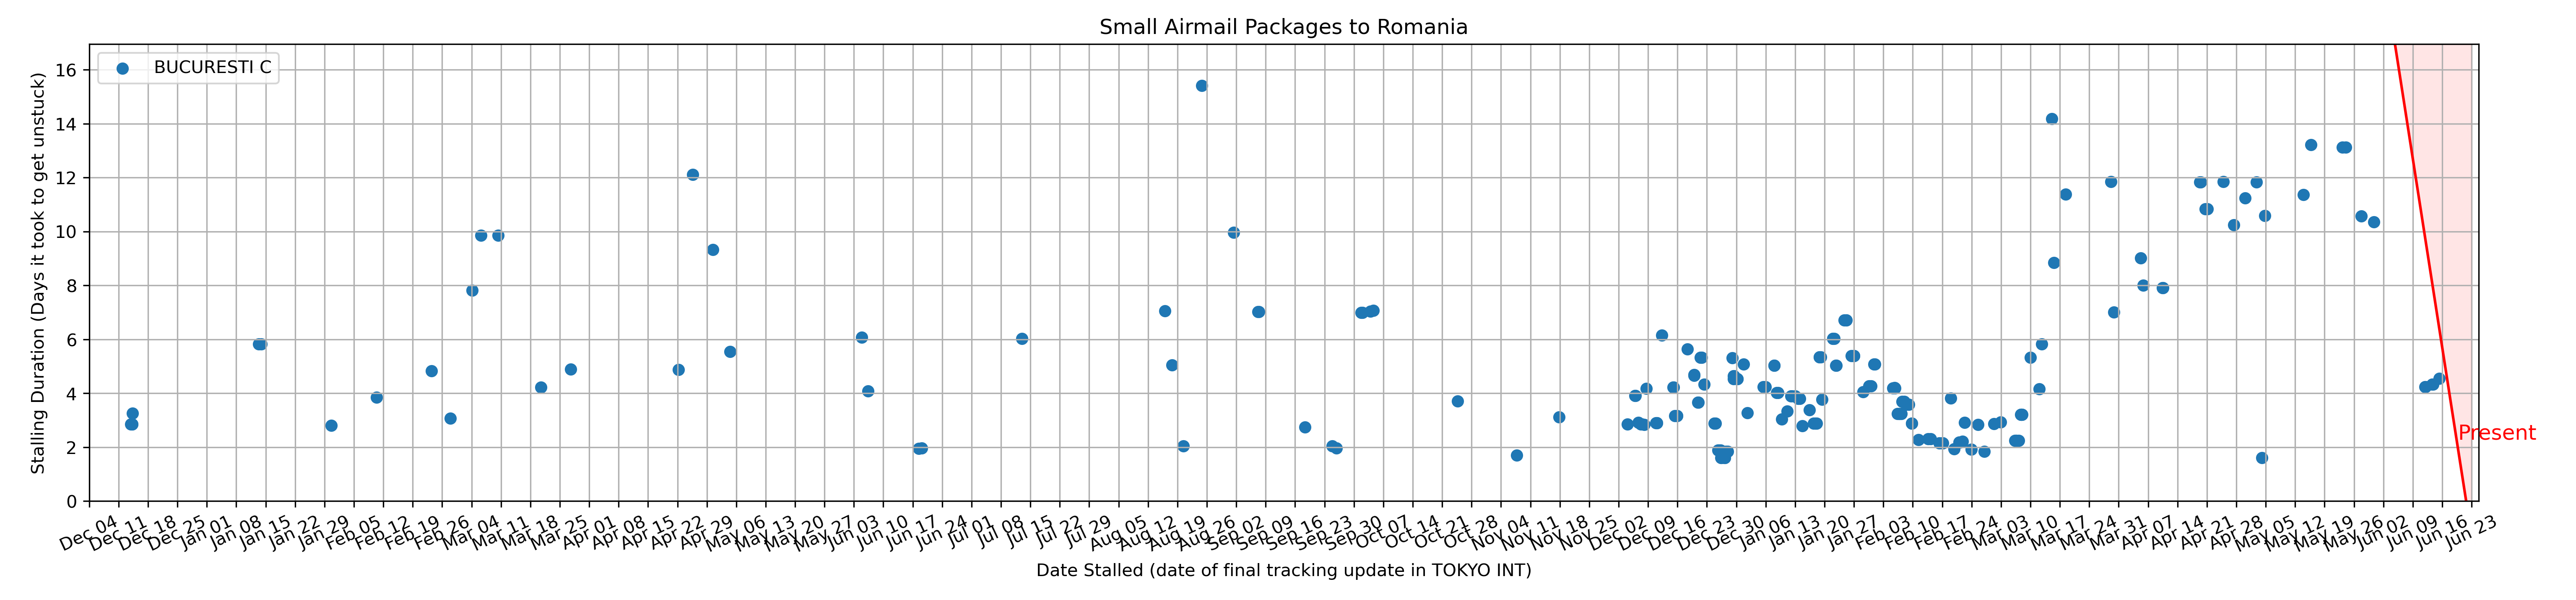 Small Airmail Packages to Romania
BUCURESTI C
Stalling Duration (Days it took to get unstuck)
16
14
12
10
8
6
4
2
0
Present
Dec 04 Dec 11 Dec 18 Dec 25 Jan 01 Jan 08 Jan 15 Jan 22 Jan 29 Feb 05 Feb 12 Feb 19 Feb 26 Mar 04 Mar 11 Mar 18 Mar 25 Apr 01 Apr 08 Apr 15 Apr 22 Apr 29 May 06 May 13 May 20 May 27 Jun 03 Jun 10 Jun 17 Jun 24 Jul 01 Jul 08 Jul 15 Jul 22 Jul 29 Aug 05 Aug 12 Aug 19 Aug 26 Sep 02 Sep 09 Sep 16 Sep 23 Sep 30 Oct 07 Oct 14 Oct 21 Oct 28 Nov 04 Nov 11 Nov 18 Nov 25 Dec 02 Dec 09 Dec 16 Dec 23 Dec 30 Jan 06 Jan 13 Jan 20 Jan 27 Feb 03 Feb 10 Feb 17 Feb 24 Mar 03 Mar 10 Mar 17 Mar 24 Mar 31 Apr 07 Apr 14 Apr 21 Apr 28 May 05 May 12 May 19 May 26 Jun 02 Jun 09 Jun 16 Jun 23
Date Stalled (date of final tracking update in TOKYO INT)